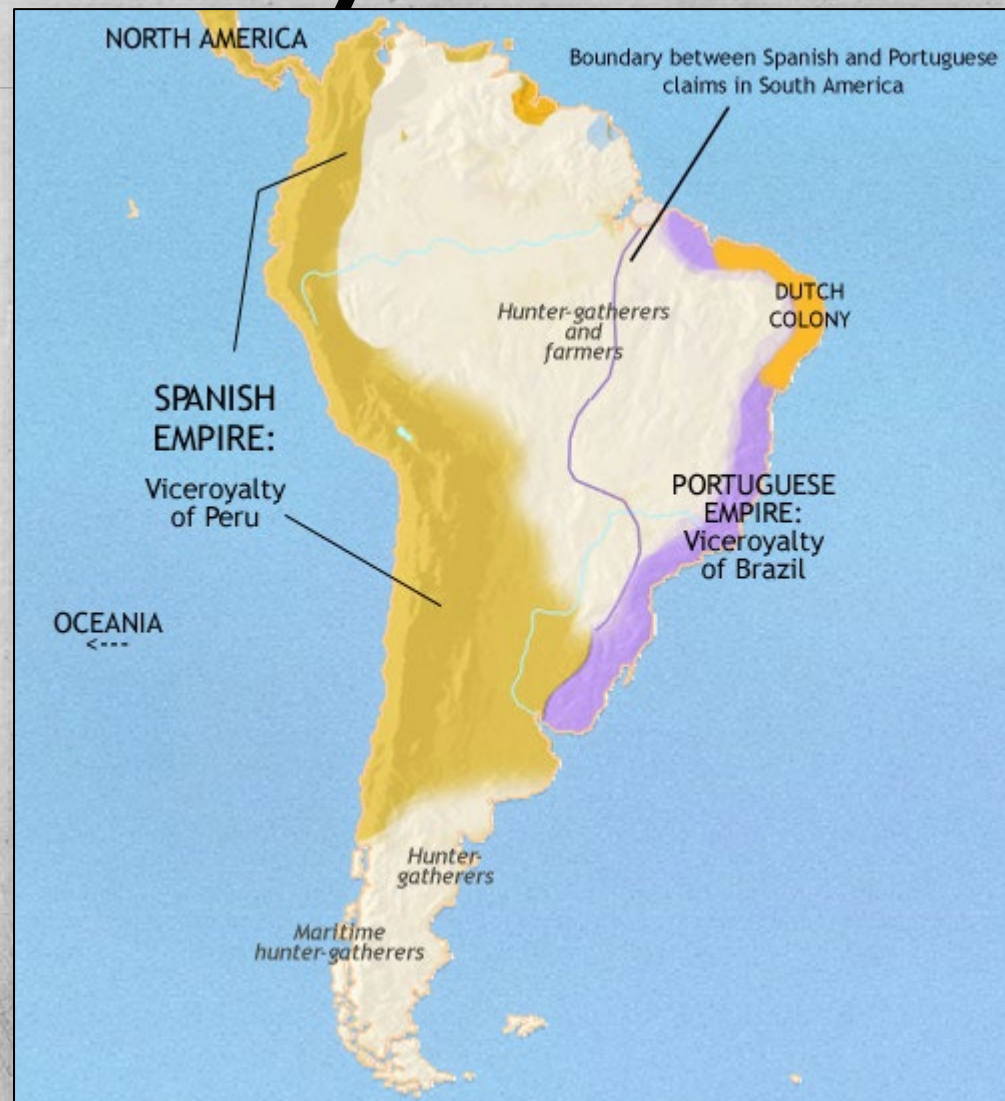 NORTH AMERICA
Boundary between Spanish and Portuguese
claims in South America
Hunter-gatherers
and
farmers
DUTCH
COLONY
SPANISH
EMPIRE:
Viceroyalty
of Peru
PORTUGUESE
EMPIRE:
Viceroyalty
of Brazil
OCEANIA
<---
Hunter-
gatherers
Maritime
hunter-gatherers